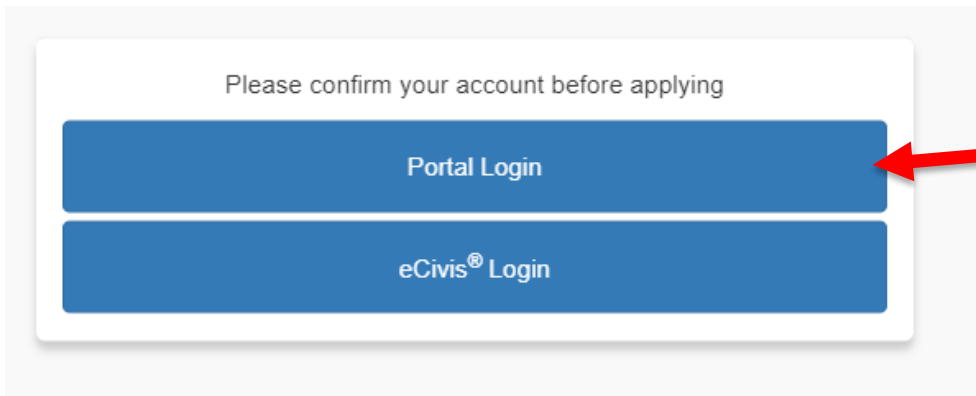 Please confirm your account before applying
Portal Login
eCivis® Login